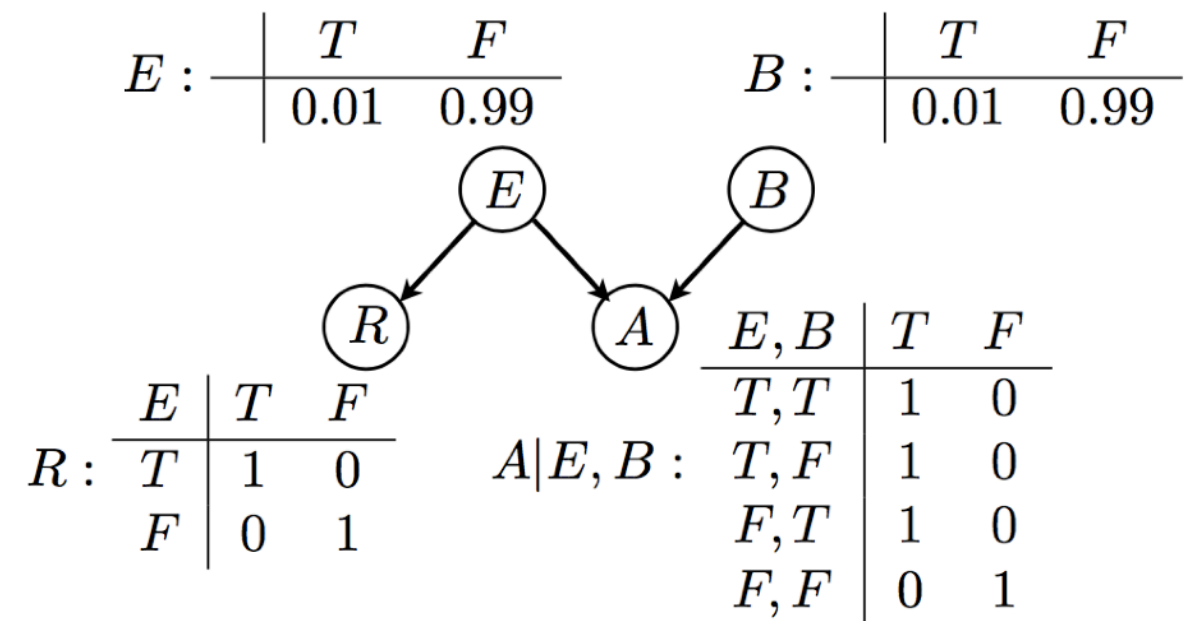 E : T F
0.01 0.99
B : T F
0.01 0.99
E
B
R
A
E T F
R : T 1 0
F 0 1
E, B T F
T, T 1 0
A|E, B : T, F 1 0
F, T 1 0
F, F 0 1